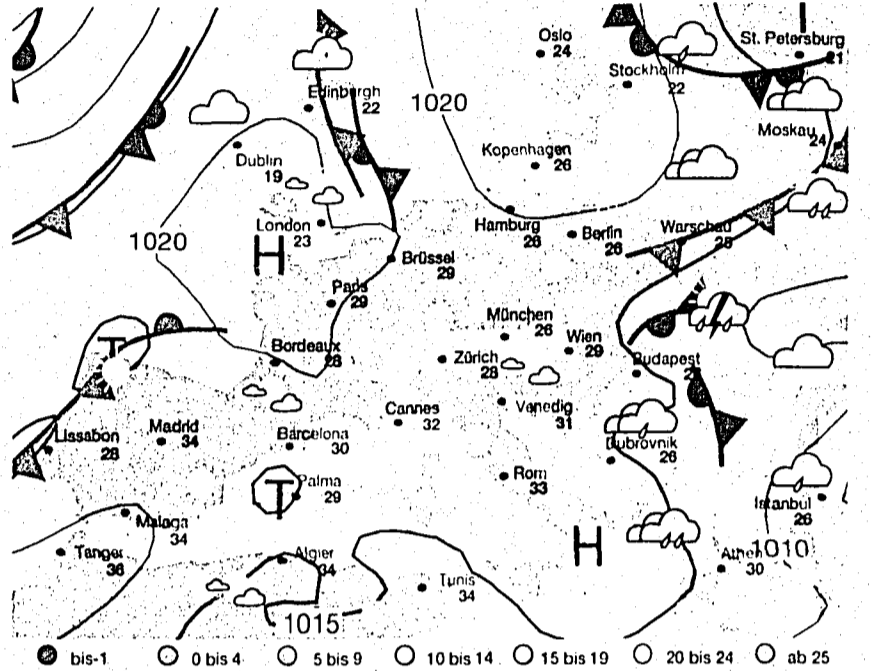 Oslo
24
St. Petersburg
21
Stockholm
22
Edinburgh
22
1020
Moskau
24
Kopenhagen
26
Dublin
19
London
23
1020
H
Hamburg
26
Berlin
26
Warschau
Brüssel
29
Paris
29
München
26
Wien
29
T
Bordeaux
28
Zürich
28
Budapest
Cannes
32
Venedig
31
Lissabon
28
Madrid
34
Barcelona
30
Dubrovnik
26
Rom
33
T
Palma
29
Istanbul
26
Malaga
34
H
Tanger
36
Algier
34
Tunis
34
Athen
30
1010
1015
bis-1
0 bis 4
5 bis 9
10 bis 14
15 bis 19
20 bis 24
ab 25